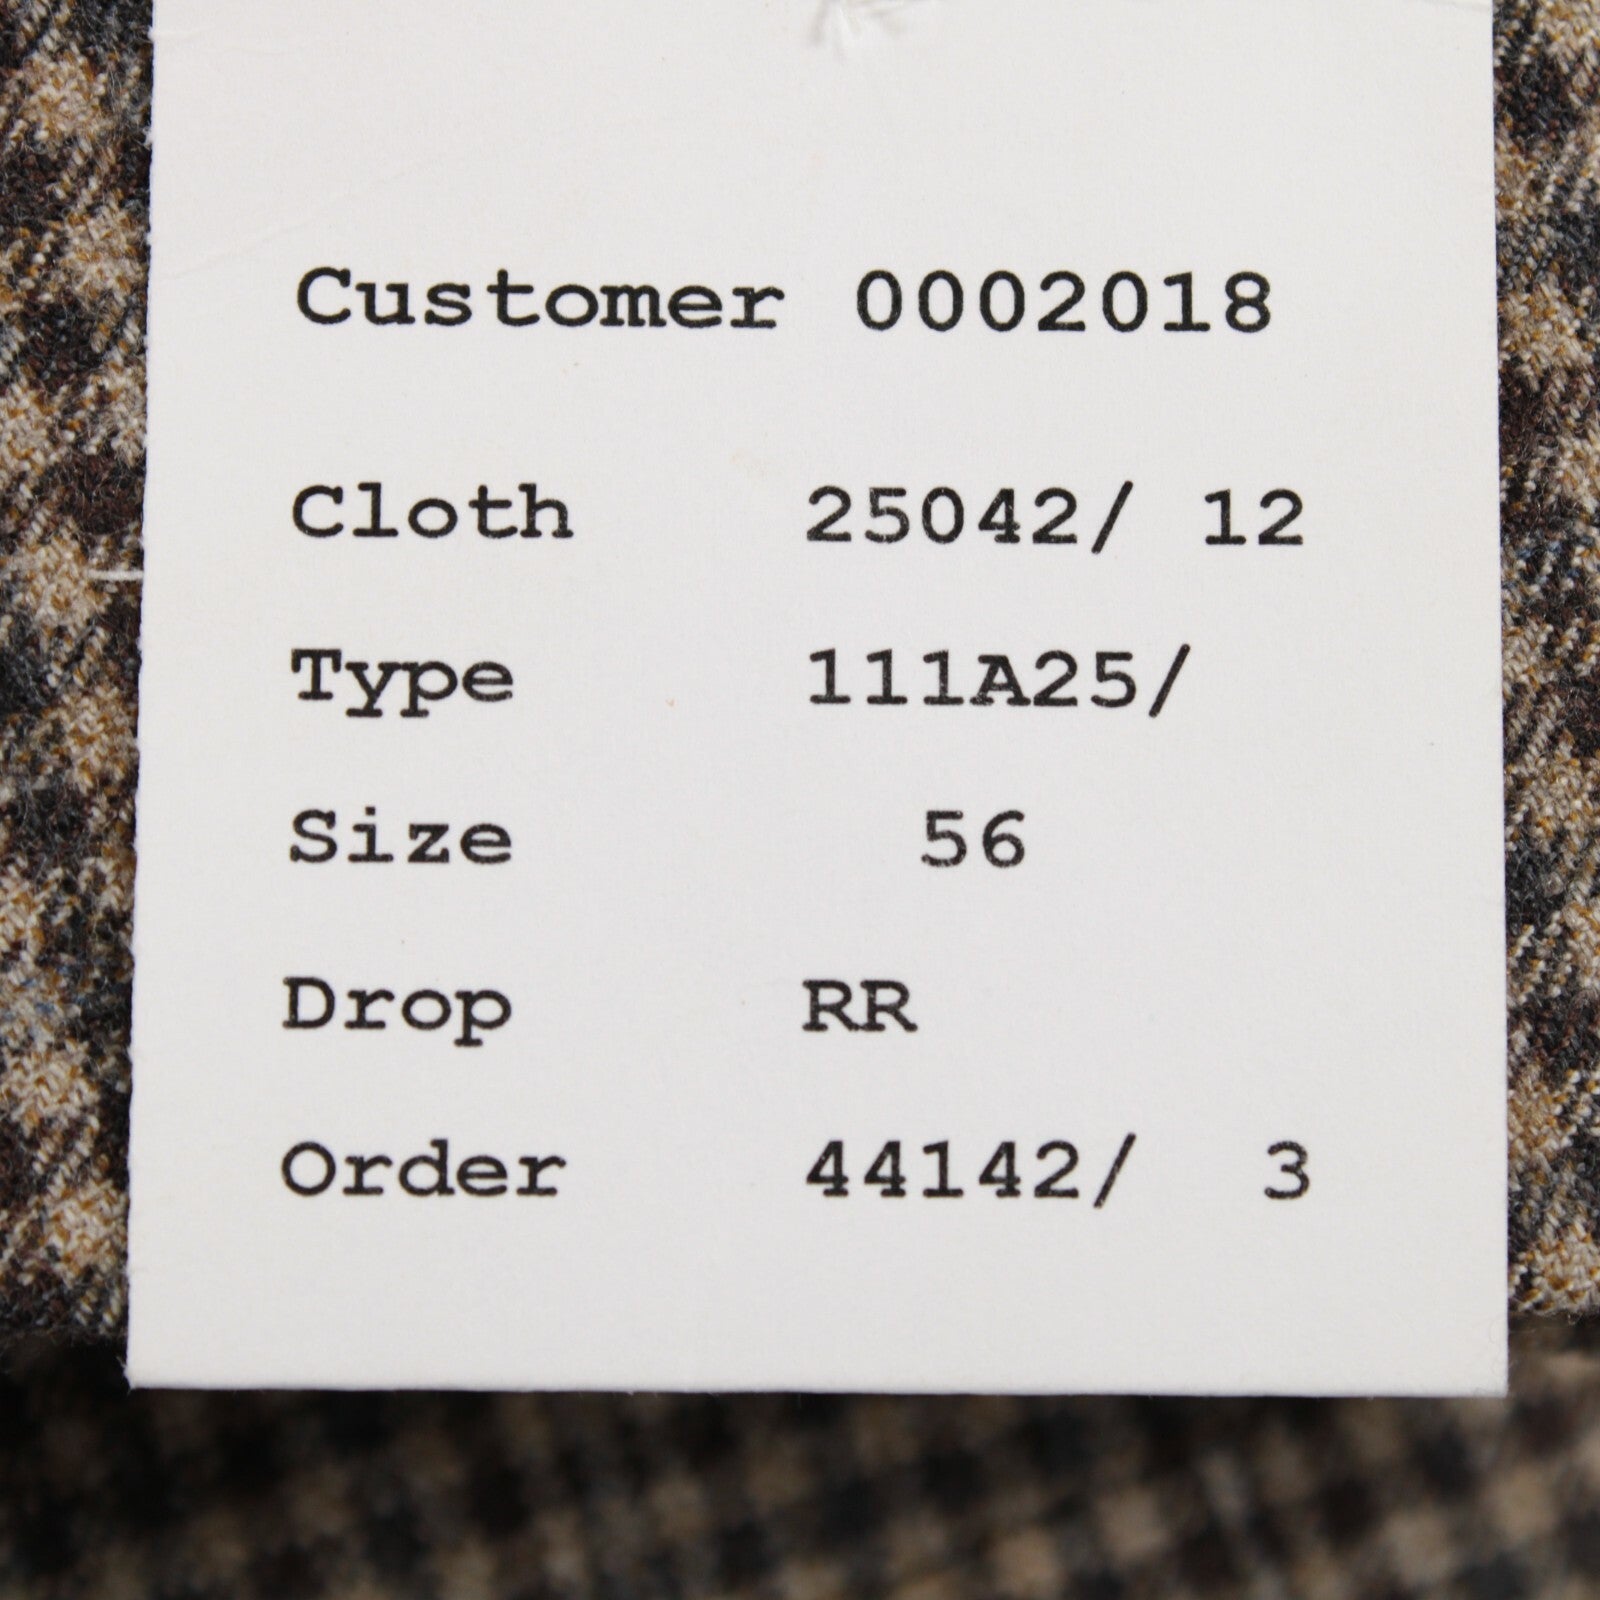 Customer 0002018
Cloth 25042/ 12
Type 111A25/
Size 56
Drop RR
Order 44142/ 3